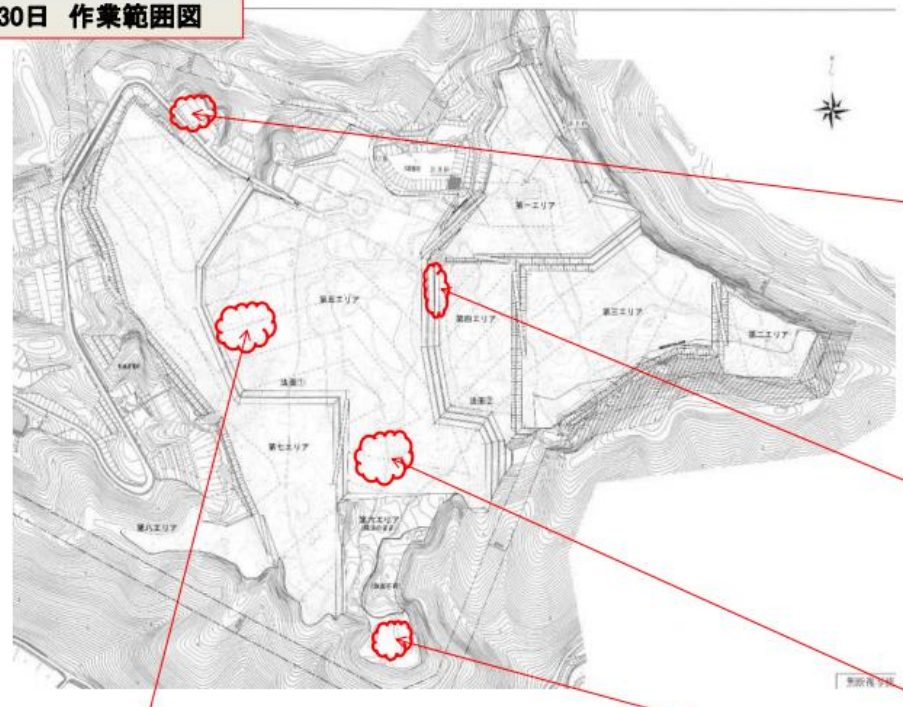 30日 作業範囲図
第一エリア
第五エリア
第四エリア
第三エリア
第二エリア
法面①
法面②
第七エリア
第六エリア
第八エリア